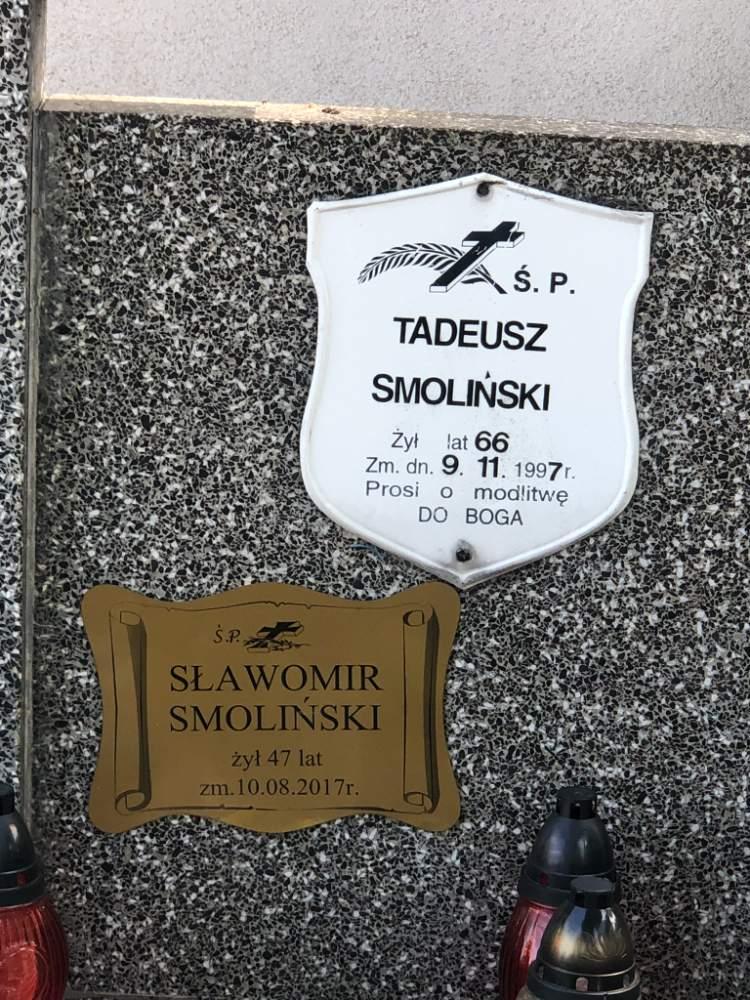 Ś. P.
TADEUSZ
SMOLIŃSKI
Żył lat 66
Zm. dn. 9. 11. 1997r.
Prosi o modlitwę
DO BOGA
Ś.P.
SŁAWOMIR
SMOLIŃSKI
żył 47 lat
zm.10.08.2017r.